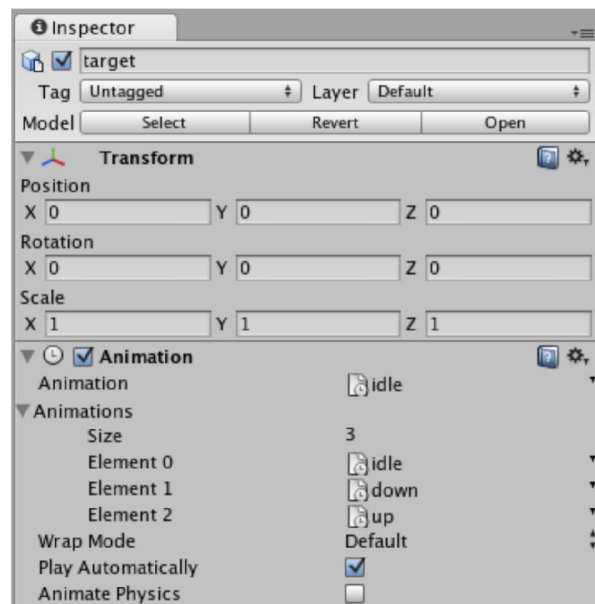 Inspector
target
Tag Untagged Layer Default
Model Select Revert Open
Transform
Position
X 0 Y 0 Z 0
Rotation
X 0 Y 0 Z 0
Scale
X 1 Y 1 Z 1
Animation
Animation idle
Animations
Size 3
Element 0 idle
Element 1 down
Element 2 up
Wrap Mode Default
Play Automatically
Animate Physics